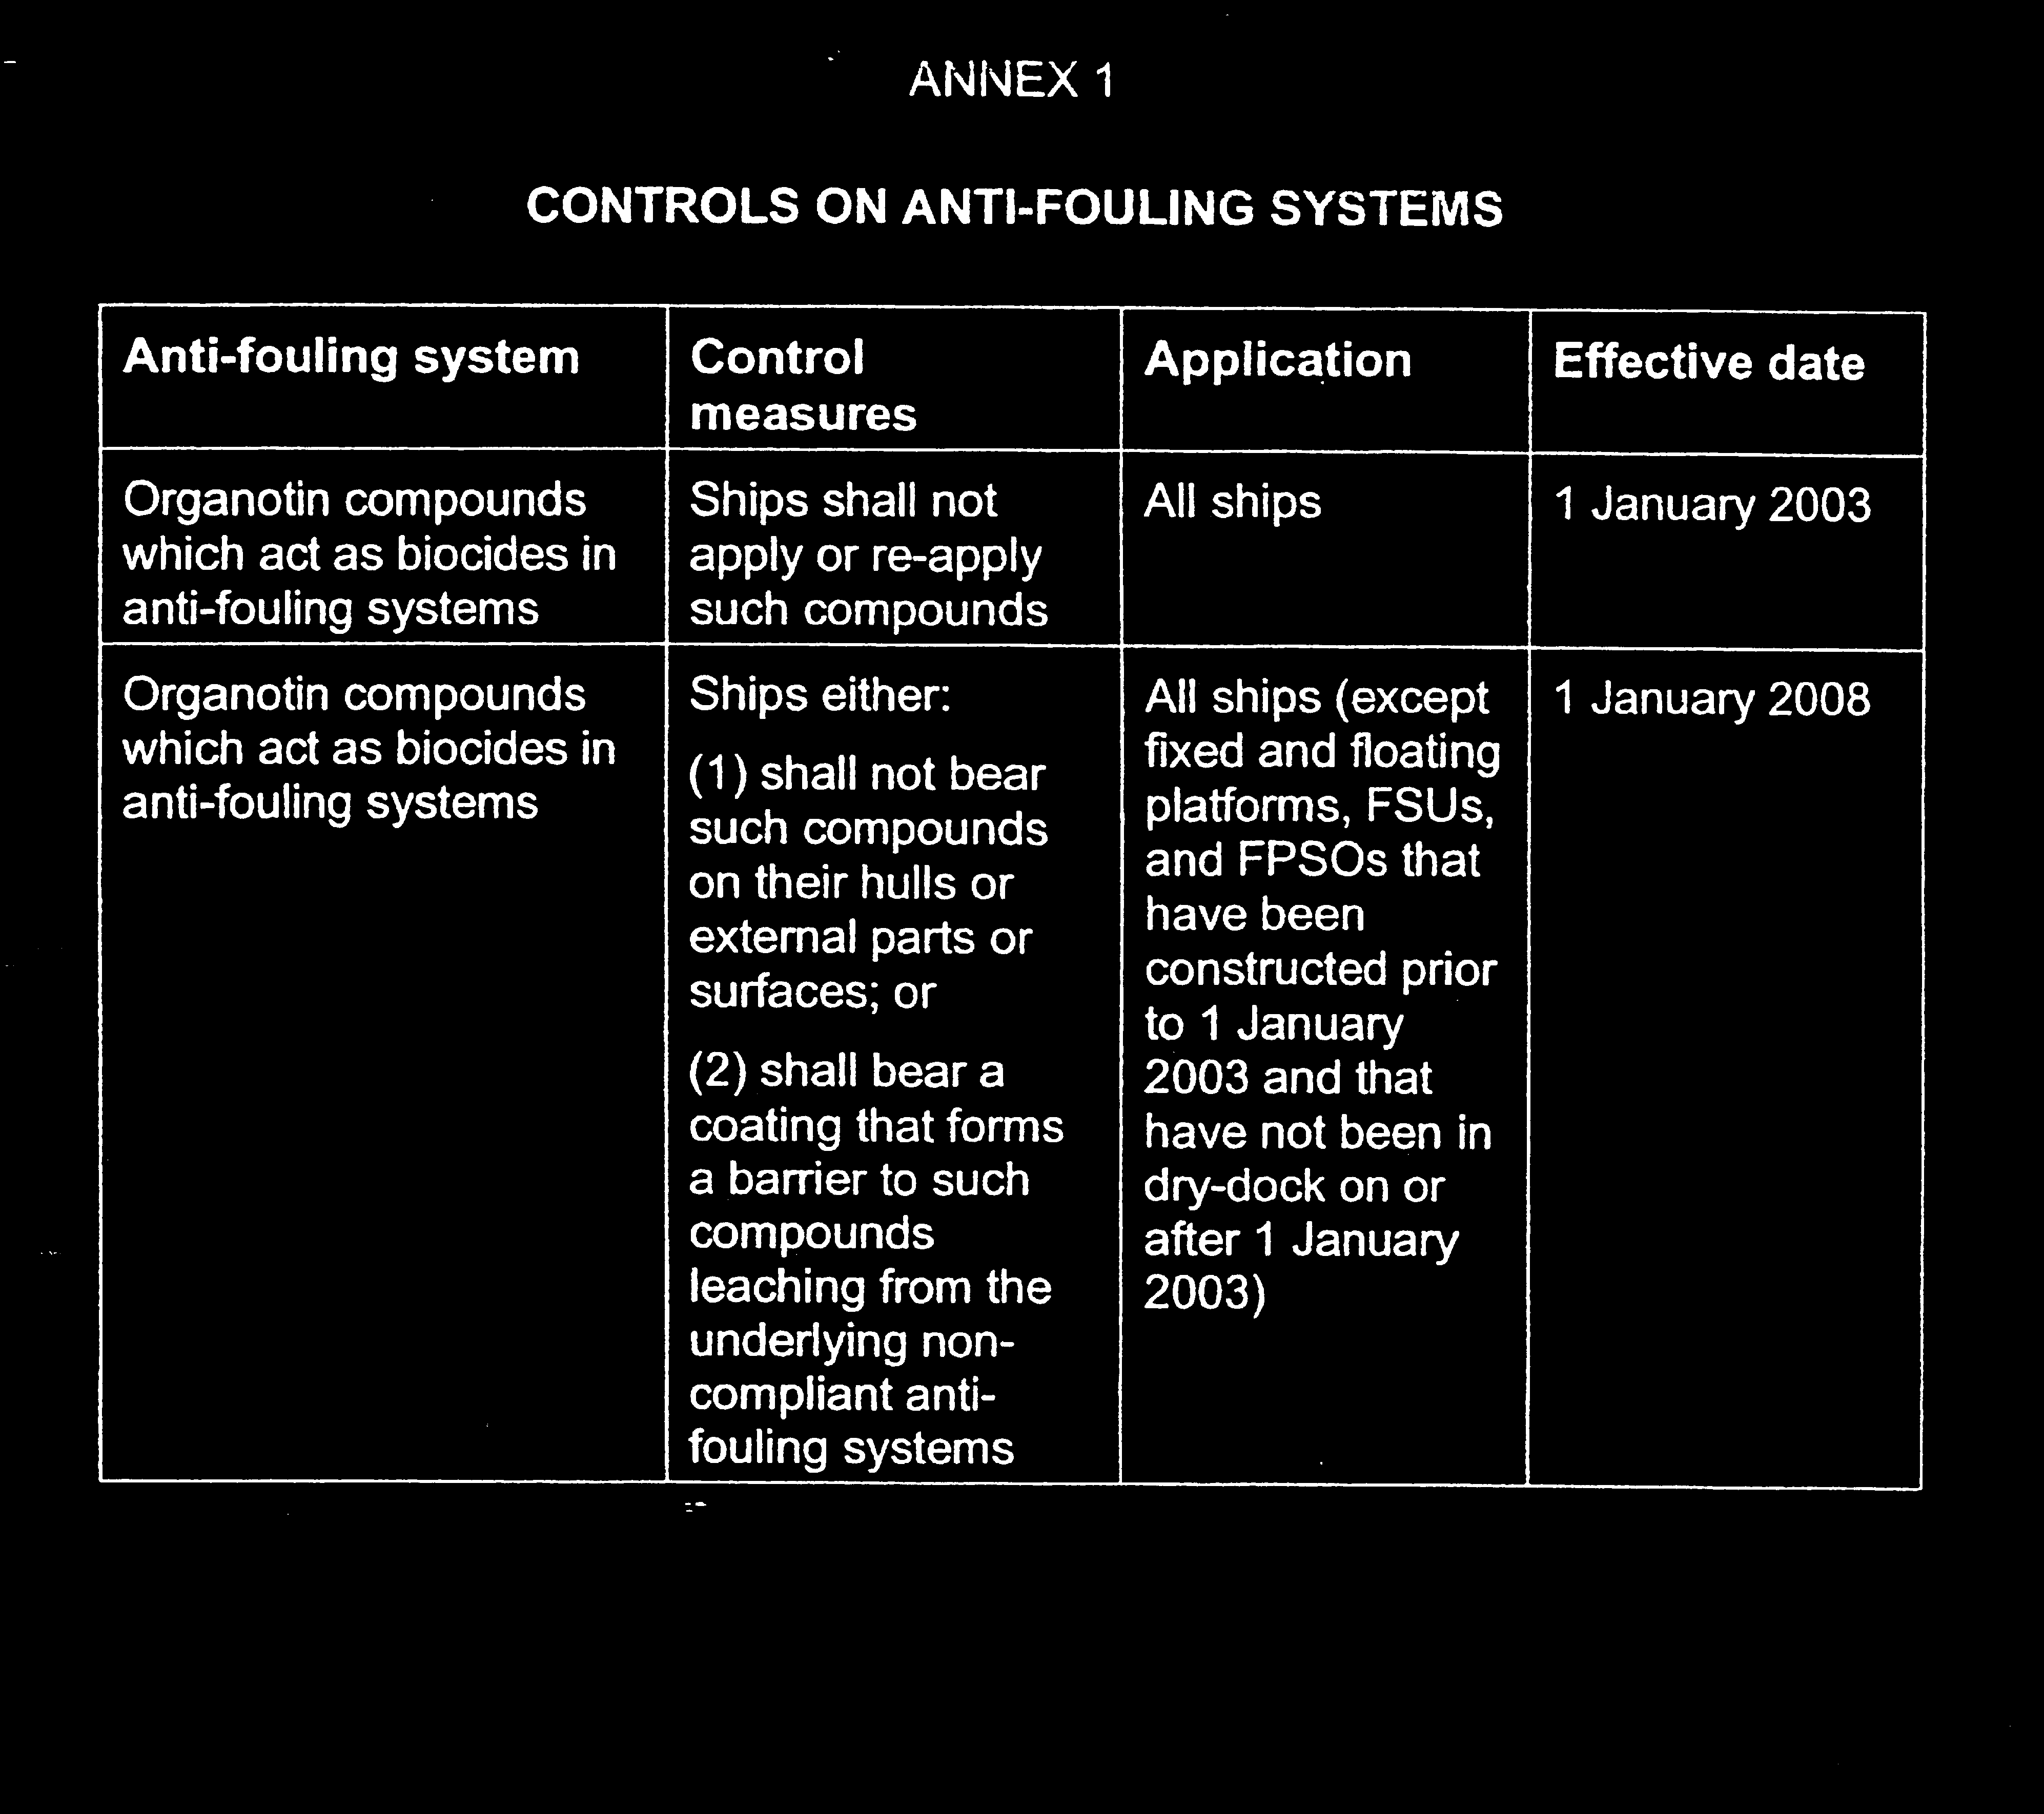 ANNEX 1
CONTROLS ON ANTI-FOULING SYSTEMS
Anti-fouling system
Control
measures
Application
Effective date
Organotin compounds
which act as biocides in
anti-fouling systems
Ships shall not
apply or re-apply
such compounds
All ships
1 January 2003
Organotin compounds
which act as biocides in
anti-fouling systems
Ships either:
(1) shall not bear
such compounds
on their hulls or
external parts or
surfaces; or
(2) shall bear a
coating that forms
a barrier to such
compounds
leaching from the
underlying non-
compliant anti-
fouling systems
All ships (except
fixed and floating
platforms, FSUs,
and FPSOs that
have been
constructed prior
to 1 January
2003 and that
have not been in
dry-dock on or
after 1 January
2003)
1 January 2008